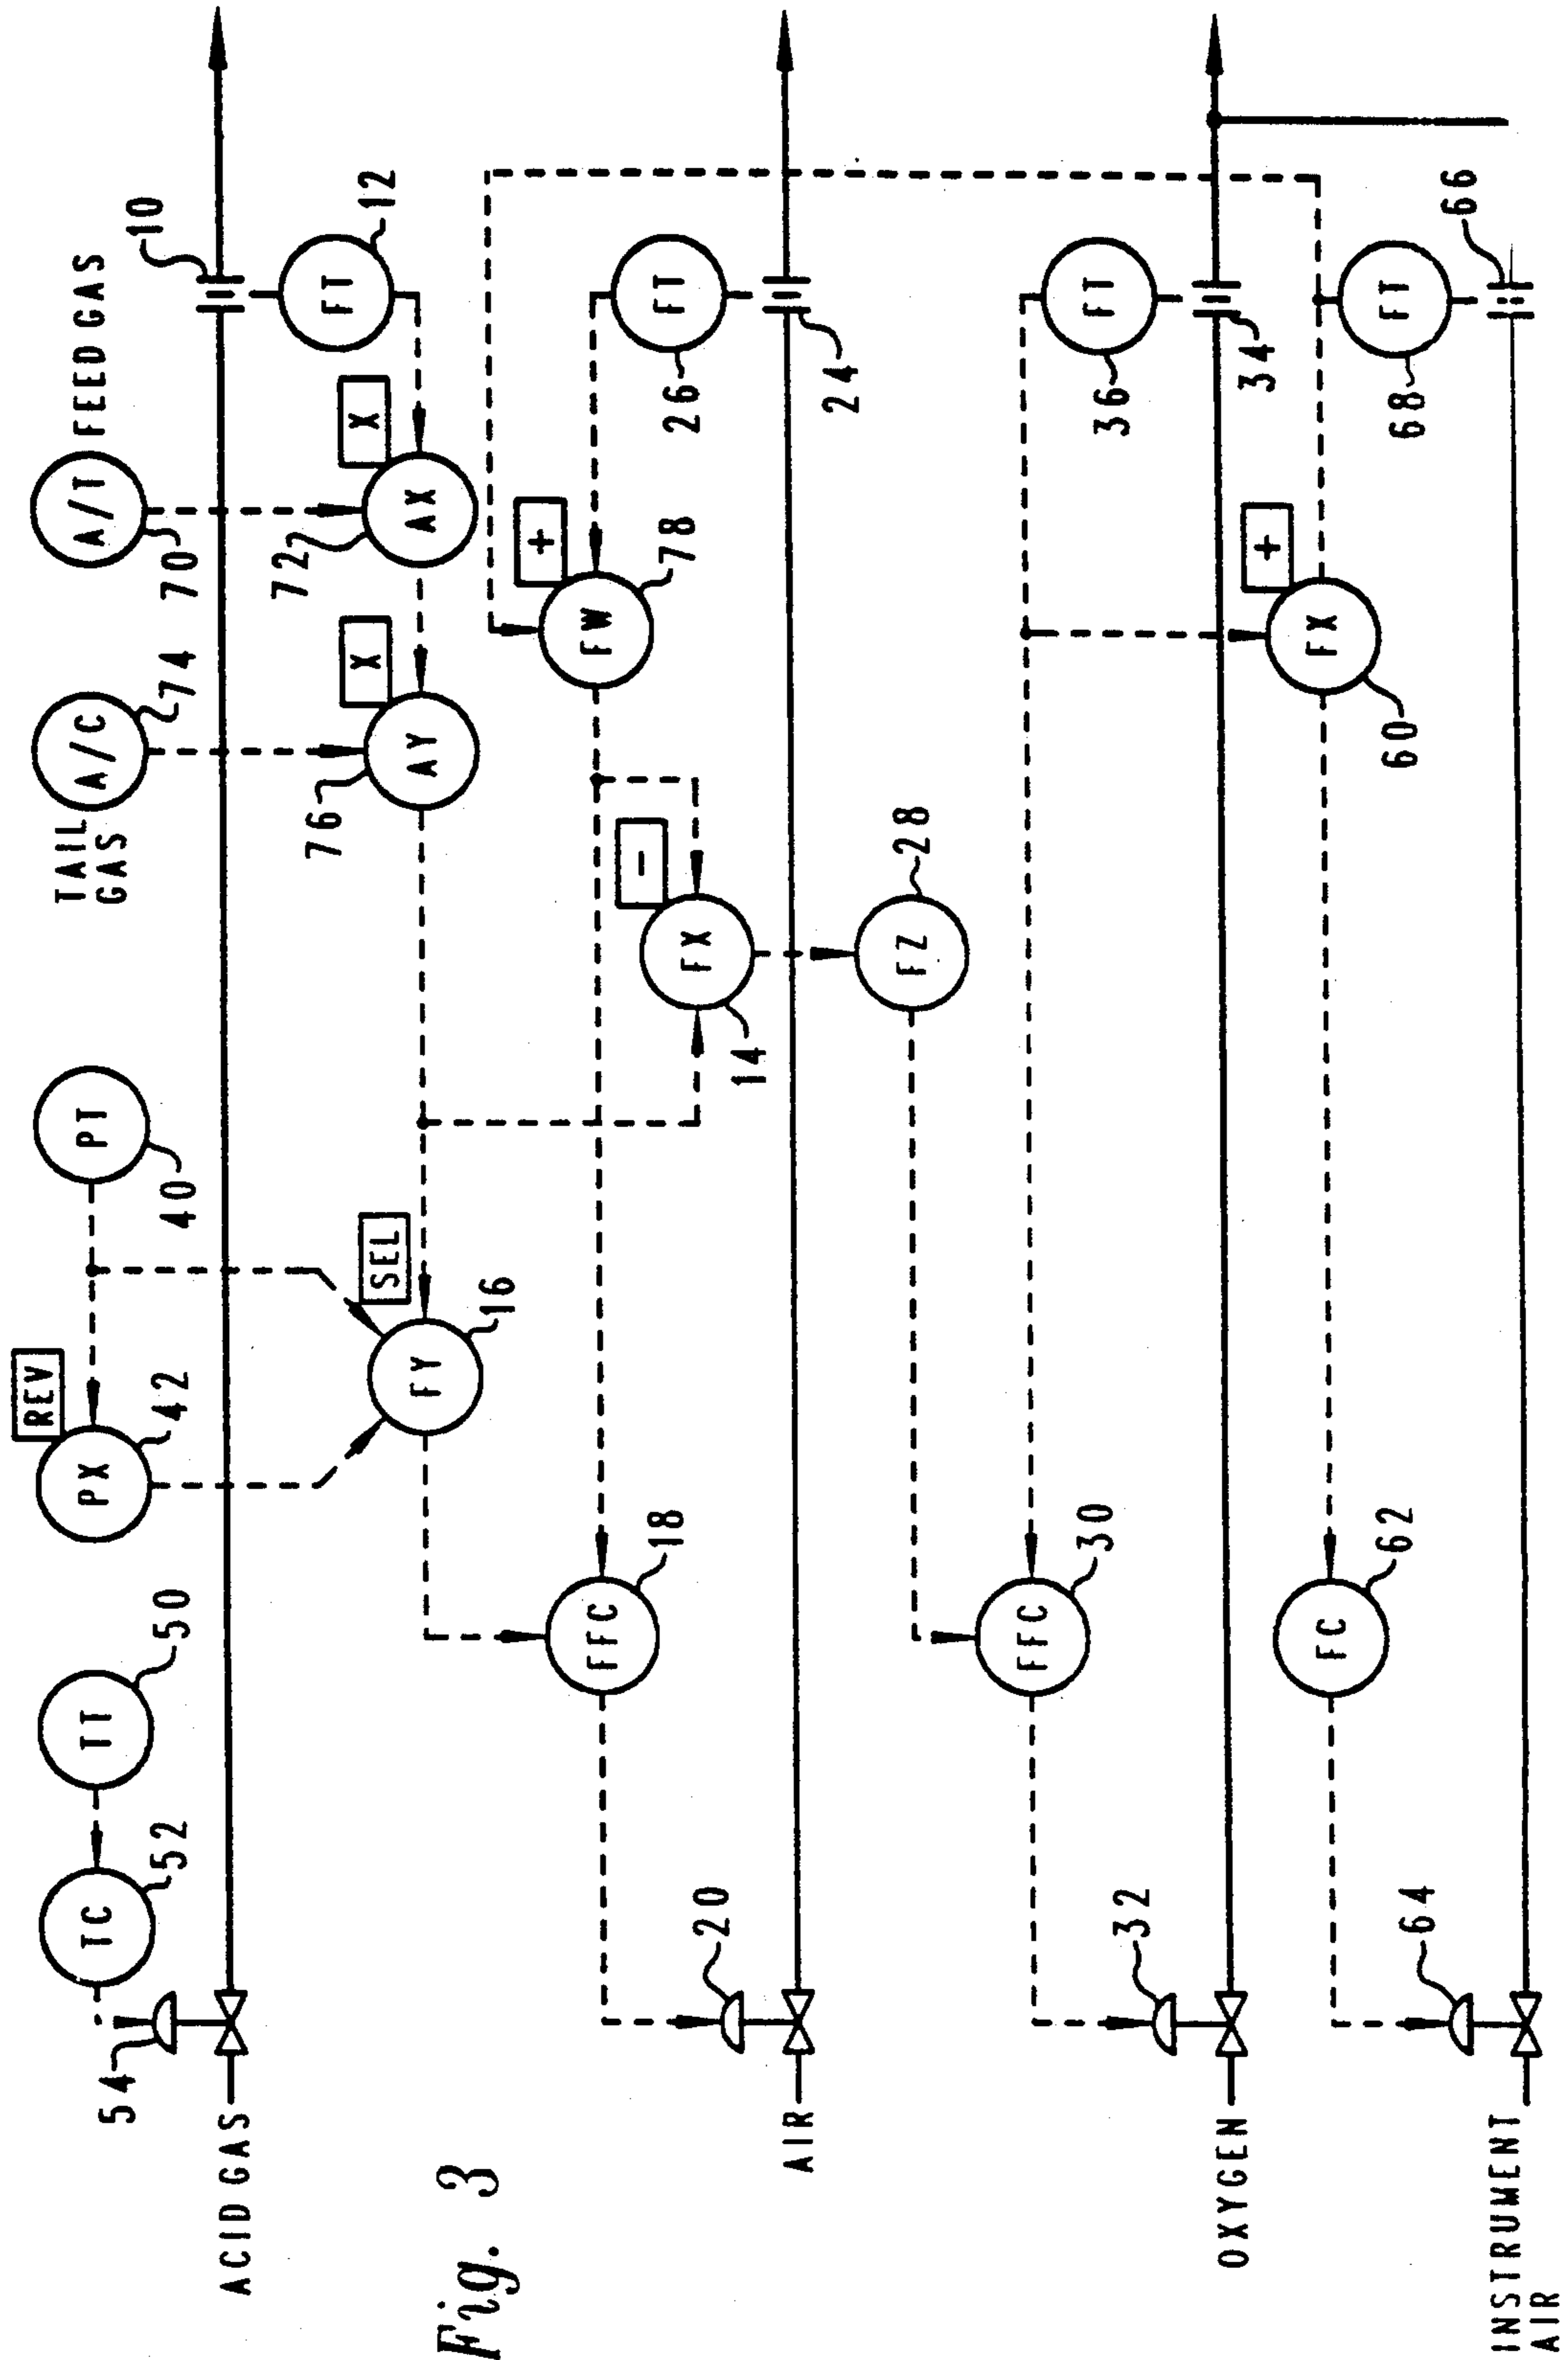 TAIL
GAS
FEED GAS
TC
52
TT
50
PX
REV
42
PT
40
A/C
74
A/T
70
10
54
ACID GAS
FY
SEL
16
AY
X
76
AX
X
72
FT
12
FFC
18
FX
-
14
FW
+
78
FT
26
20
AIR
24
FZ
28
FFC
30
FT
36
32
OXYGEN
34
FC
62
FX
+
60
FT
68
64
INSTRUMENT
AIR
66
Fig. 3